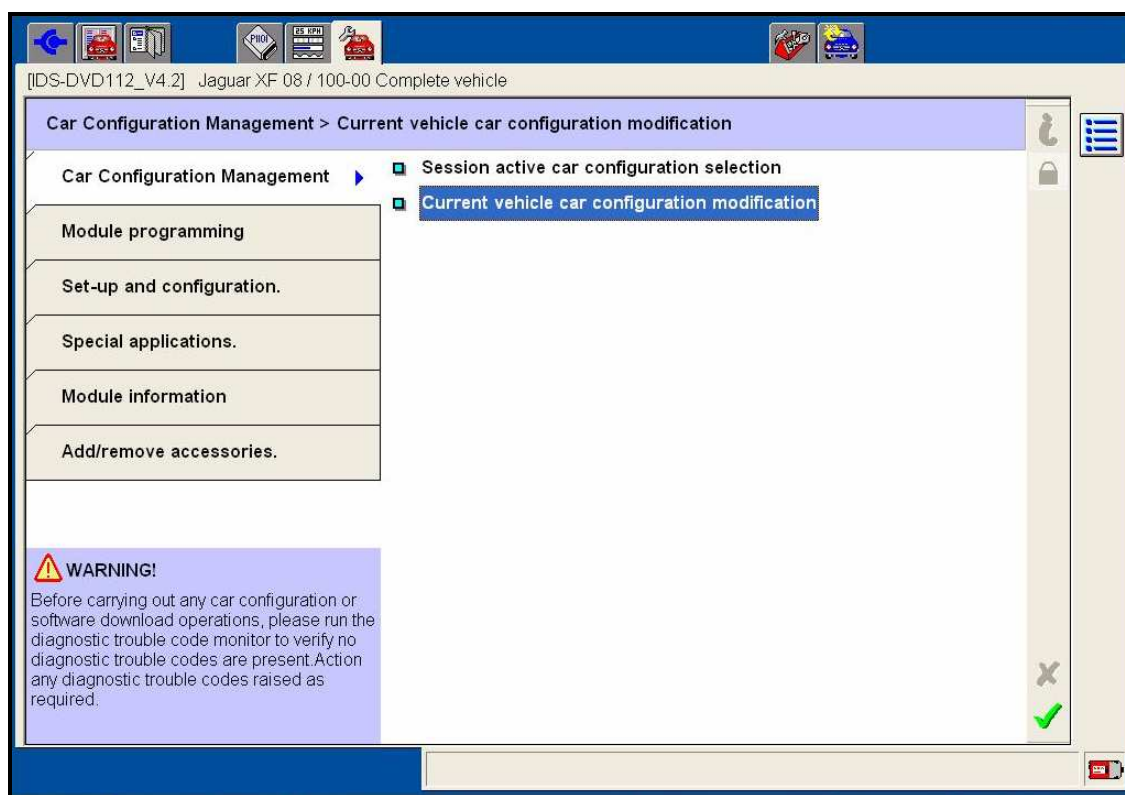 PILOT
25 KPH
[IDS-DVD112_V4.2] Jaguar XF 08 / 100-00 Complete vehicle
Car Configuration Management > Current vehicle car configuration modification
Car Configuration Management
Session active car configuration selection
Current vehicle car configuration modification
Module programming
Set-up and configuration.
Special applications.
Module information
Add/remove accessories.
WARNING!
Before carrying out any car configuration or
software download operations, please run the
diagnostic trouble code monitor to verify no
diagnostic trouble codes are present.Action
any diagnostic trouble codes raised as
required.